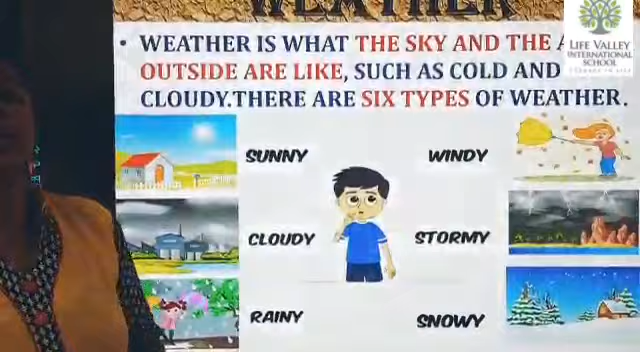 WEATHER
• WEATHER IS WHAT THE SKY AND THE
OUTSIDE ARE LIKE, SUCH AS COLD AND
CLOUDY.THERE ARE SIX TYPES OF WEATHER.
LIFE VALLEY
INTERNATIONAL
SCHOOL
SUNNY
WINDY
CLOUDY
STORMY
RAINY
SNOWY